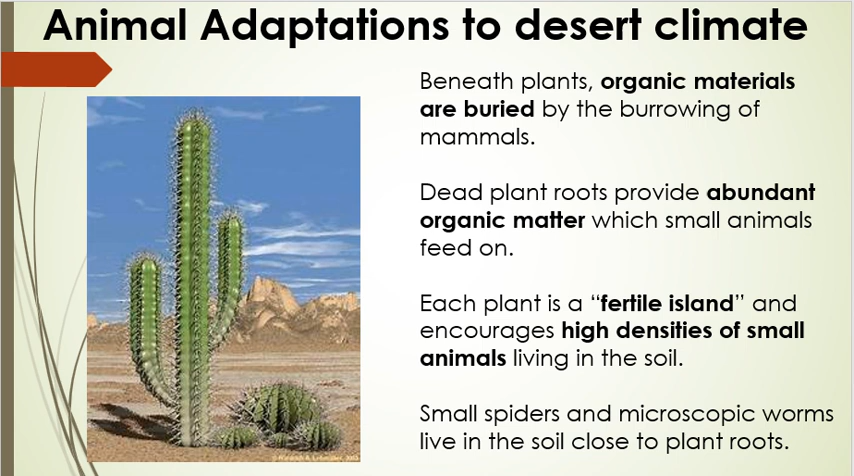 Animal Adaptations to desert climate
Beneath plants, organic materials
are buried by the burrowing of
mammals.
Dead plant roots provide abundant
organic matter which small animals
feed on.
Each plant is a “fertile island” and
encourages high densities of small
animals living in the soil.
Small spiders and microscopic worms
live in the soil close to plant roots.